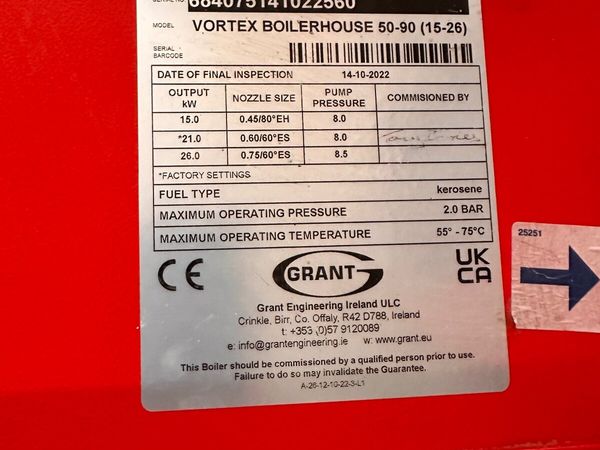 684075141022560
MODEL VORTEX BOILERHOUSE 50-90 (15-26)
SERIAL BARCODE
DATE OF FINAL INSPECTION 14-10-2022
OUTPUT kW NOZZLE SIZE PUMP PRESSURE COMMISIONED BY
15.0 0.45/80°EH 8.0
*21.0 0.60/60°ES 8.0
26.0 0.75/60°ES 8.5
*FACTORY SETTINGS
FUEL TYPE kerosene
MAXIMUM OPERATING PRESSURE 2.0 BAR
MAXIMUM OPERATING TEMPERATURE 55° - 75°C
25251
CE GRANT UK CA
Grant Engineering Ireland ULC
Crinkle, Birr, Co. Offaly, R42 D788, Ireland
t: +353 (0)57 9120089
e: info@grantengineering.ie w: www.grant.eu
This Boiler should be commissioned by a qualified person prior to use.
Failure to do so may invalidate the Guarantee.
A-26-12-10-22-3-L1